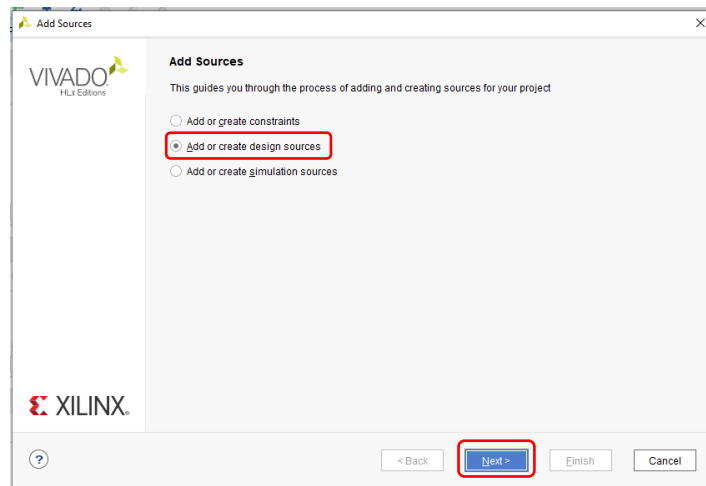 Add Sources
VIVADO
HLx Editions
Add Sources
This guides you through the process of adding and creating sources for your project
Add or create constraints
Add or create design sources
Add or create simulation sources
XILINX
?
< Back
Next >
Finish
Cancel